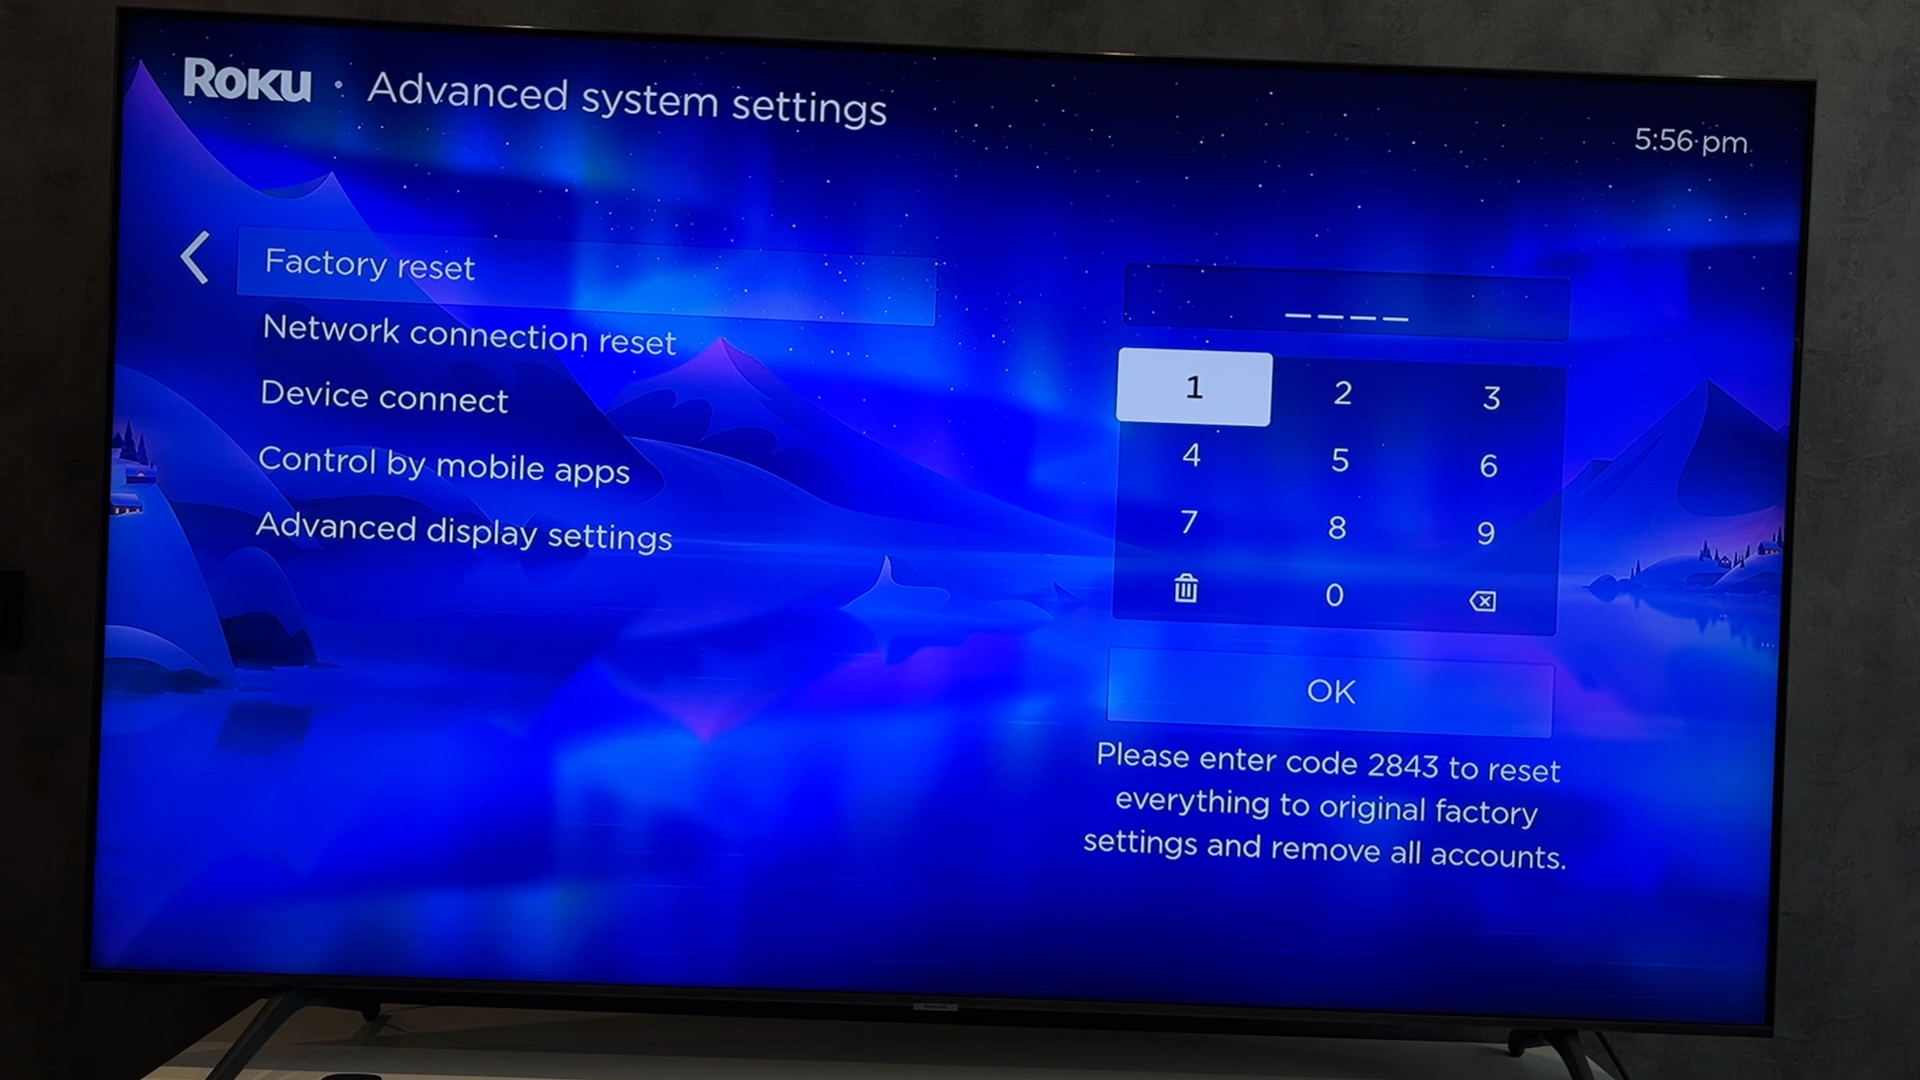 Roku · Advanced system settings
5:56 pm
Factory reset
Network connection reset
Device connect
Control by mobile apps
Advanced display settings
_ _ _ _
1 2 3
4 5 6
7 8 9
0
OK
Please enter code 2843 to reset
everything to original factory
settings and remove all accounts.